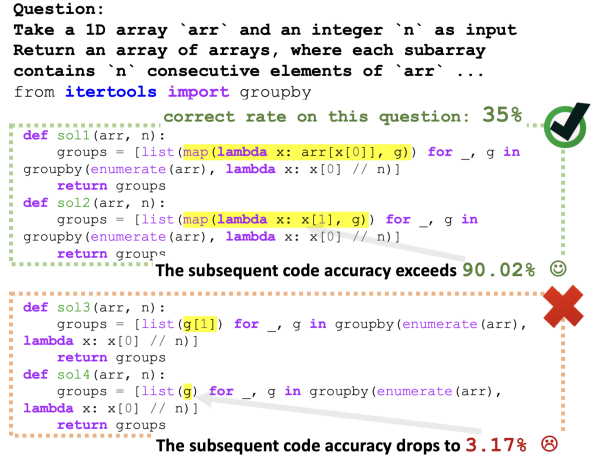 Question:
Take a 1D array `arr` and an integer `n` as input
Return an array of arrays, where each subarray
contains `n` consecutive elements of `arr` ...
from itertools import groupby
correct rate on this question: 35%
def sol1(arr, n):
    groups = [list(map(lambda x: arr[x[0]], g)) for _, g in
groupby(enumerate(arr), lambda x: x[0] // n)]
    return groups
def sol2(arr, n):
    groups = [list(map(lambda x: x[1], g)) for _, g in
groupby(enumerate(arr), lambda x: x[0] // n)]
    return groups
The subsequent code accuracy exceeds 90.02%
def sol3(arr, n):
    groups = [list(g[1]) for _, g in groupby(enumerate(arr),
lambda x: x[0] // n)]
    return groups
def sol4(arr, n):
    groups = [list(g) for _, g in groupby(enumerate(arr),
lambda x: x[0] // n)]
    return groups
The subsequent code accuracy drops to 3.17%